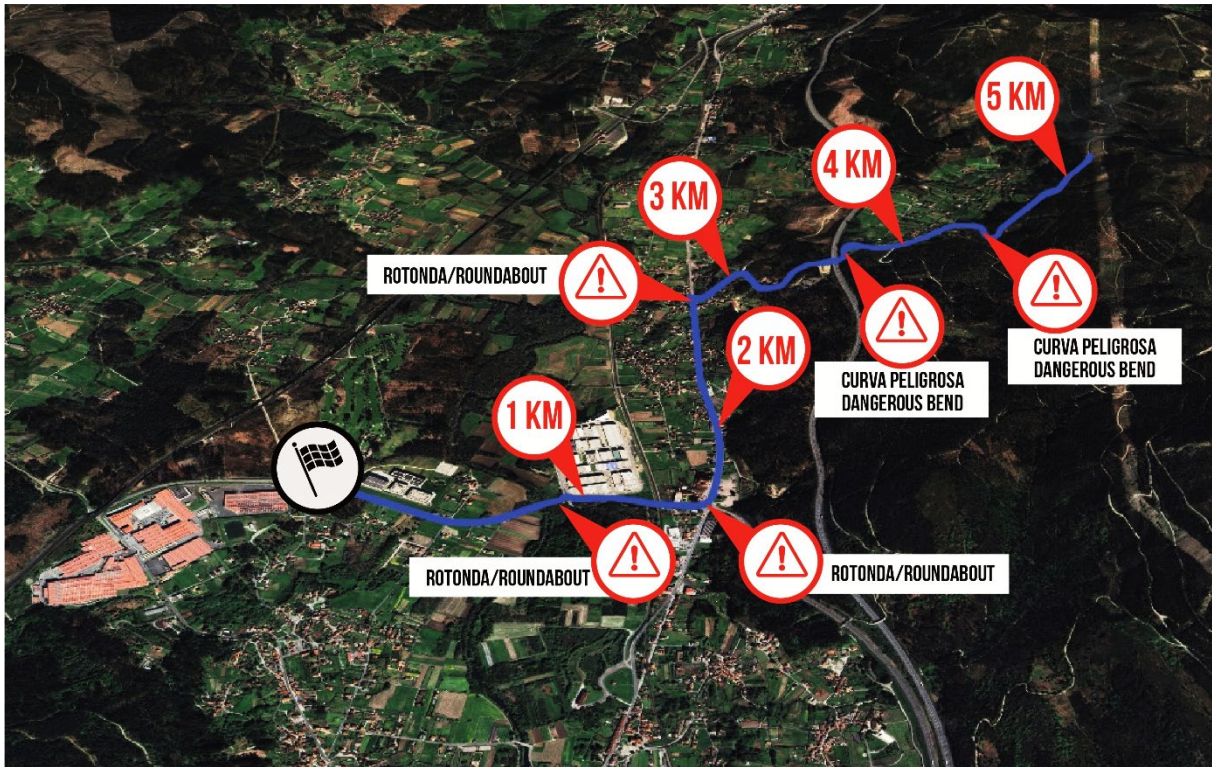 5 KM
4 KM
3 KM
ROTONDA/ROUNDABOUT
2 KM
CURVA PELIGROSA
DANGEROUS BEND
CURVA PELIGROSA
DANGEROUS BEND
1 KM
ROTONDA/ROUNDABOUT
ROTONDA/ROUNDABOUT